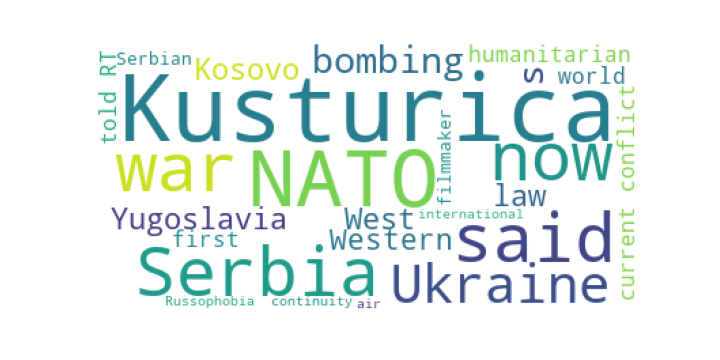 Serbian
told RT
Kosovo
bombing
humanitarian
s
world
Kusturica
war
NATO
filmmaker
now
conflict
law
Yugoslavia
West
international
first
Western
said
current
Serbia
Ukraine
Russophobia
continuity
air